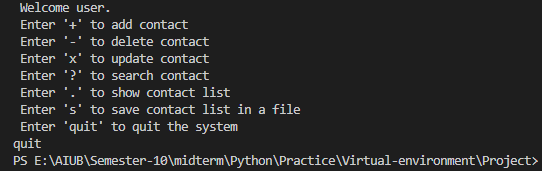 Welcome user.
Enter '+' to add contact
Enter '-' to delete contact
Enter 'x' to update contact
Enter '?' to search contact
Enter '.' to show contact list
Enter 's' to save contact list in a file
Enter 'quit' to quit the system
quit
PS E:\AIUB\Semester-10\midterm\Python\Practice\Virtual-environment\Project>